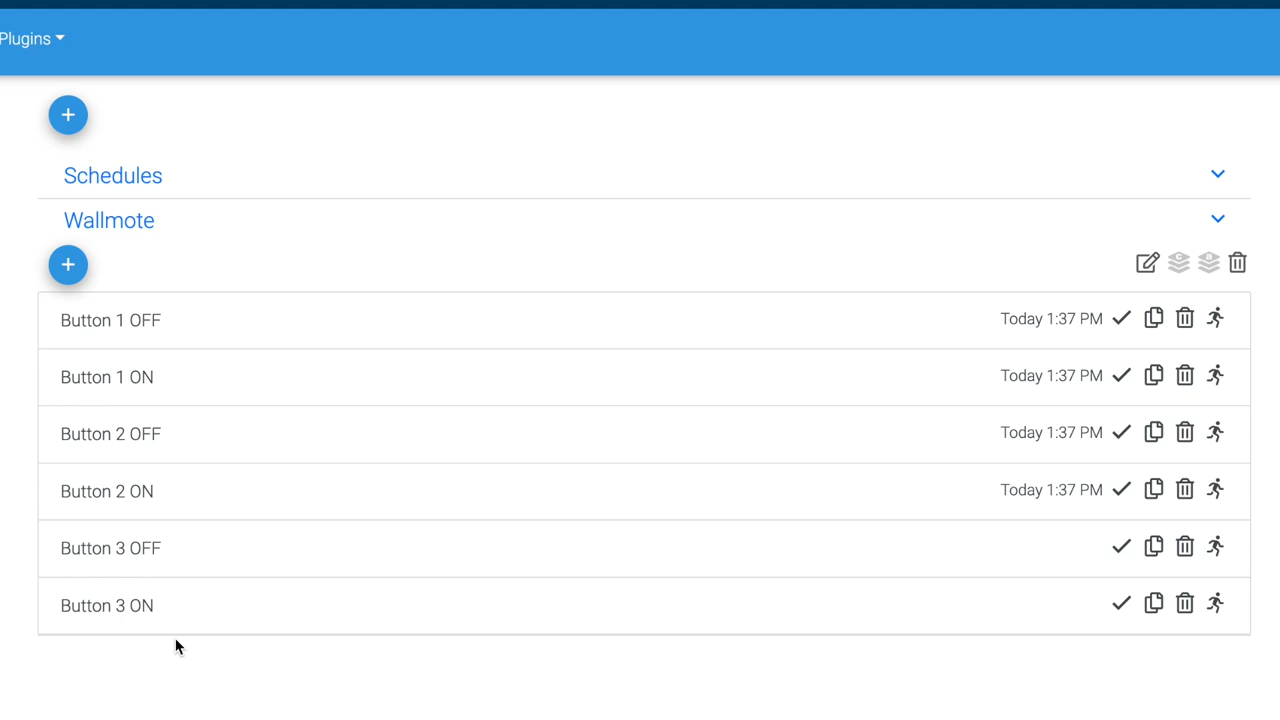 Plugins
Schedules
Wallmote
Button 1 OFF Today 1:37 PM
Button 1 ON Today 1:37 PM
Button 2 OFF Today 1:37 PM
Button 2 ON Today 1:37 PM
Button 3 OFF
Button 3 ON